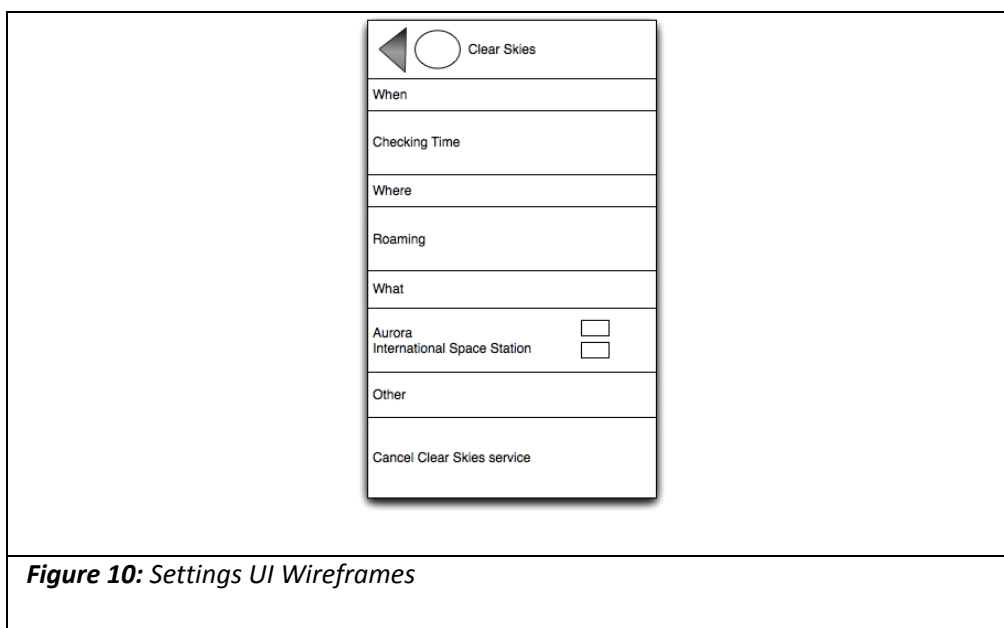 Clear Skies
When
Checking Time
Where
Roaming
What
Aurora
International Space Station
Other
Cancel Clear Skies service
Figure 10: Settings UI Wireframes